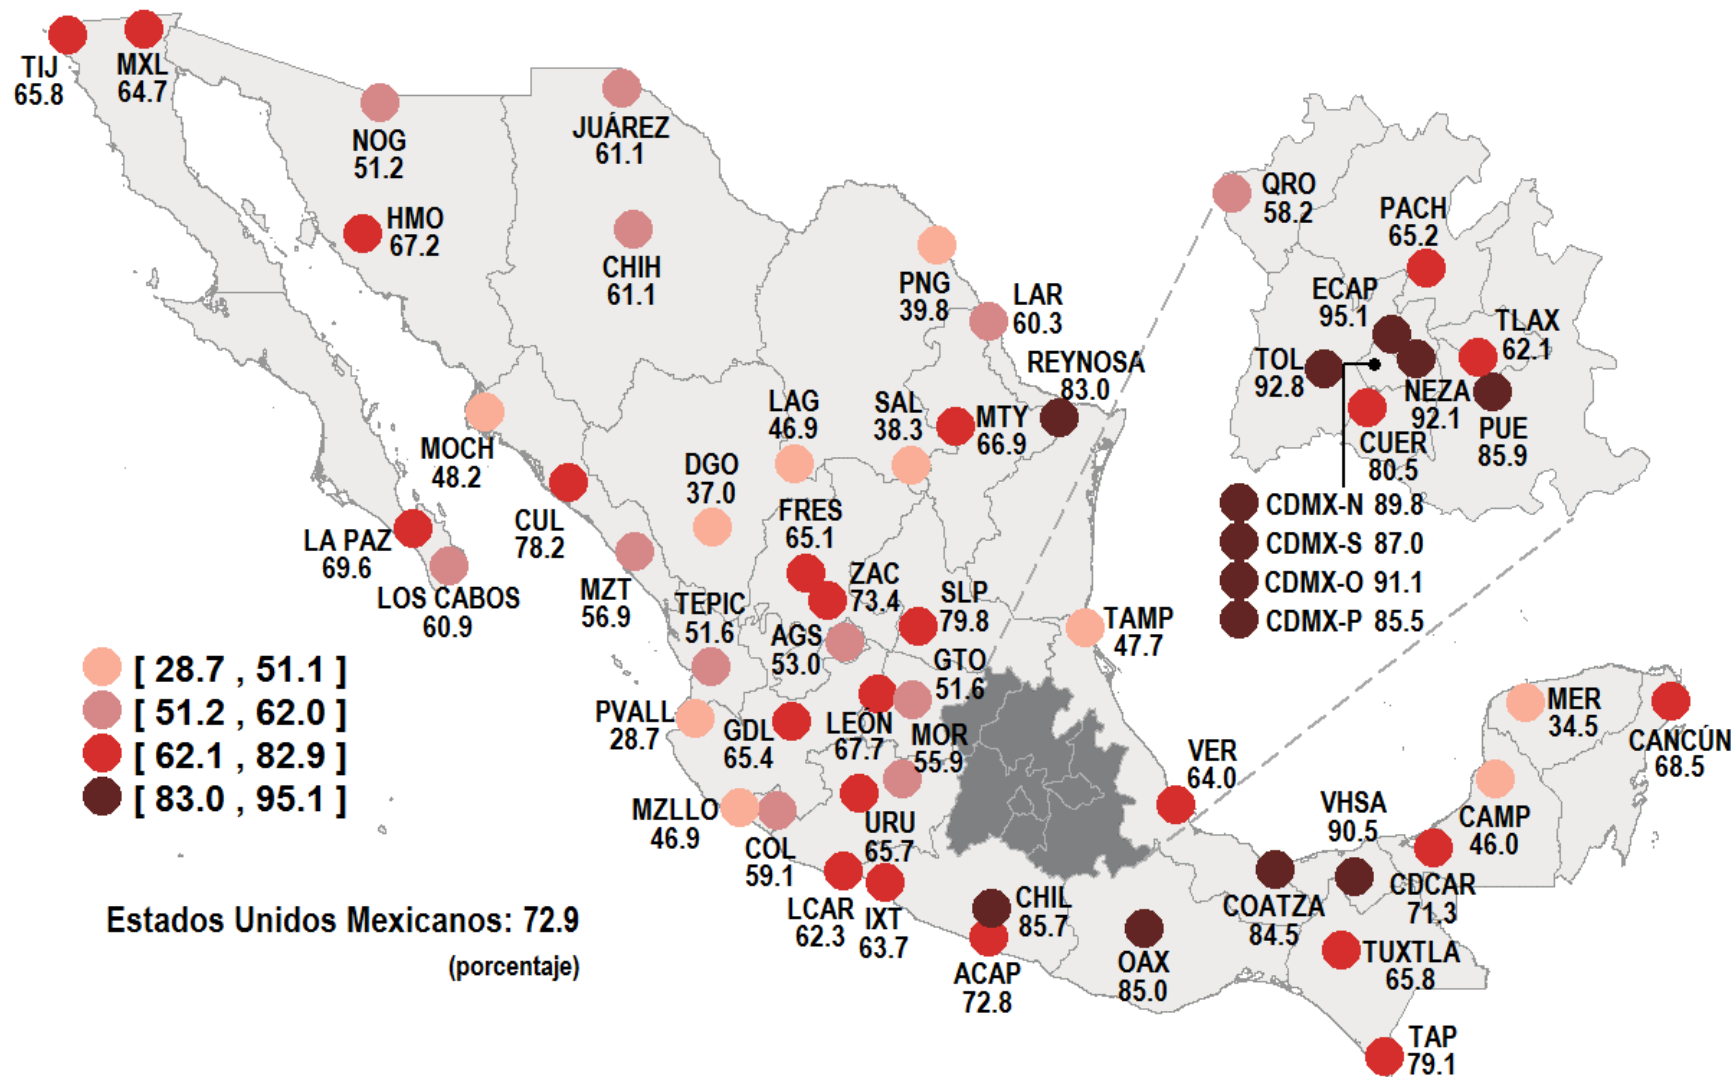 TIJ
65.8
MXL
64.7
NOG
51.2
JUÁREZ
61.1
HMO
67.2
CHIH
61.1
PNG
39.8
LAR
60.3
REYNOSA
83.0
MOCH
48.2
LAG
46.9
SAL
38.3
MTY
66.9
DGO
37.0
CUL
78.2
FRES
65.1
LA PAZ
69.6
LOS CABOS
60.9
MZT
56.9
ZAC
73.4
SLP
79.8
TEPIC
51.6
AGS
53.0
TAMP
47.7
GTO
51.6
PVALL
28.7
GDL
65.4
LEÓN
67.7
MOR
55.9
MZLLO
46.9
COL
59.1
URU
65.7
LCAR
62.3
IXT
63.7
CHIL
85.7
ACAP
72.8
OAX
85.0
VER
64.0
COATZA
84.5
VHSA
90.5
CDCAR
71.3
CAMP
46.0
MER
34.5
CANCÚN
68.5
TUXTLA
65.8
TAP
79.1
QRO
58.2
PACH
65.2
ECAP
95.1
TLAX
62.1
TOL
92.8
NEZA
92.1
CUER
80.5
PUE
85.9
CDMX-N 89.8
CDMX-S 87.0
CDMX-O 91.1
CDMX-P 85.5
[ 28.7 , 51.1 ]
[ 51.2 , 62.0 ]
[ 62.1 , 82.9 ]
[ 83.0 , 95.1 ]
Estados Unidos Mexicanos: 72.9
(porcentaje)